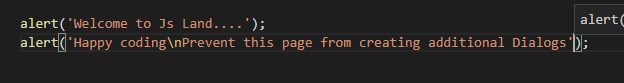 alert(
alert('Welcome to Js Land....');
alert('Happy coding\nPrevent this page from creating additional Dialogs');